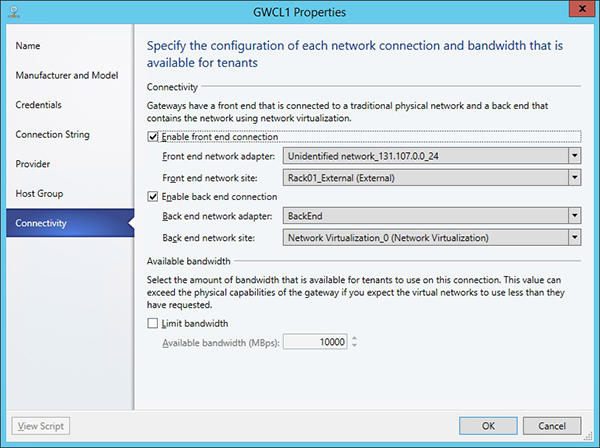 GWCL1 Properties
x
Name
Manufacturer and Model
Credentials
Connection String
Provider
Host Group
Connectivity
Specify the configuration of each network connection and bandwidth that is
available for tenants
Connectivity
Gateways have a front end that is connected to a traditional physical network and a back end that
contains the network using network virtualization.
Enable front end connection
Front end network adapter: Unidentified network_131.107.0.0_24
Front end network site: Rack01_External (External)
Enable back end connection
Back end network adapter: BackEnd
Back end network site: Network Virtualization_0 (Network Virtualization)
Available bandwidth
Select the amount of bandwidth that is available for tenants to use on this connection. This value can
exceed the physical capabilities of the gateway if you expect the virtual networks to use less than they
have requested.
Limit bandwidth
Available bandwidth (MBps): 10000
View Script
OK
Cancel